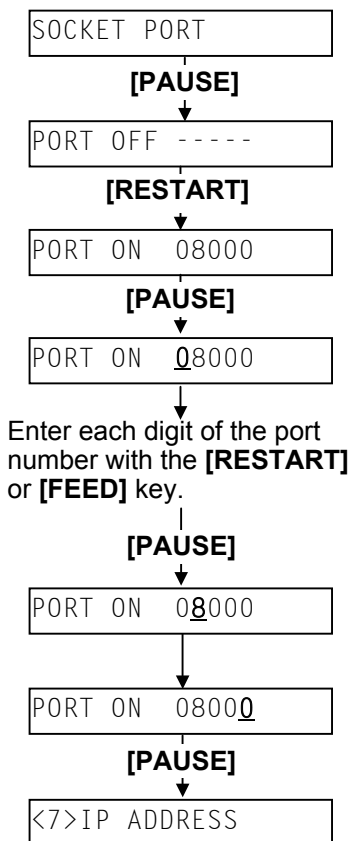 SOCKET PORT
[PAUSE]
PORT OFF -----
[RESTART]
PORT ON 08000
[PAUSE]
PORT ON 08000
Enter each digit of the port
number with the [RESTART]
or [FEED] key.
[PAUSE]
PORT ON 08000
PORT ON 08000
[PAUSE]
<7>IP ADDRESS